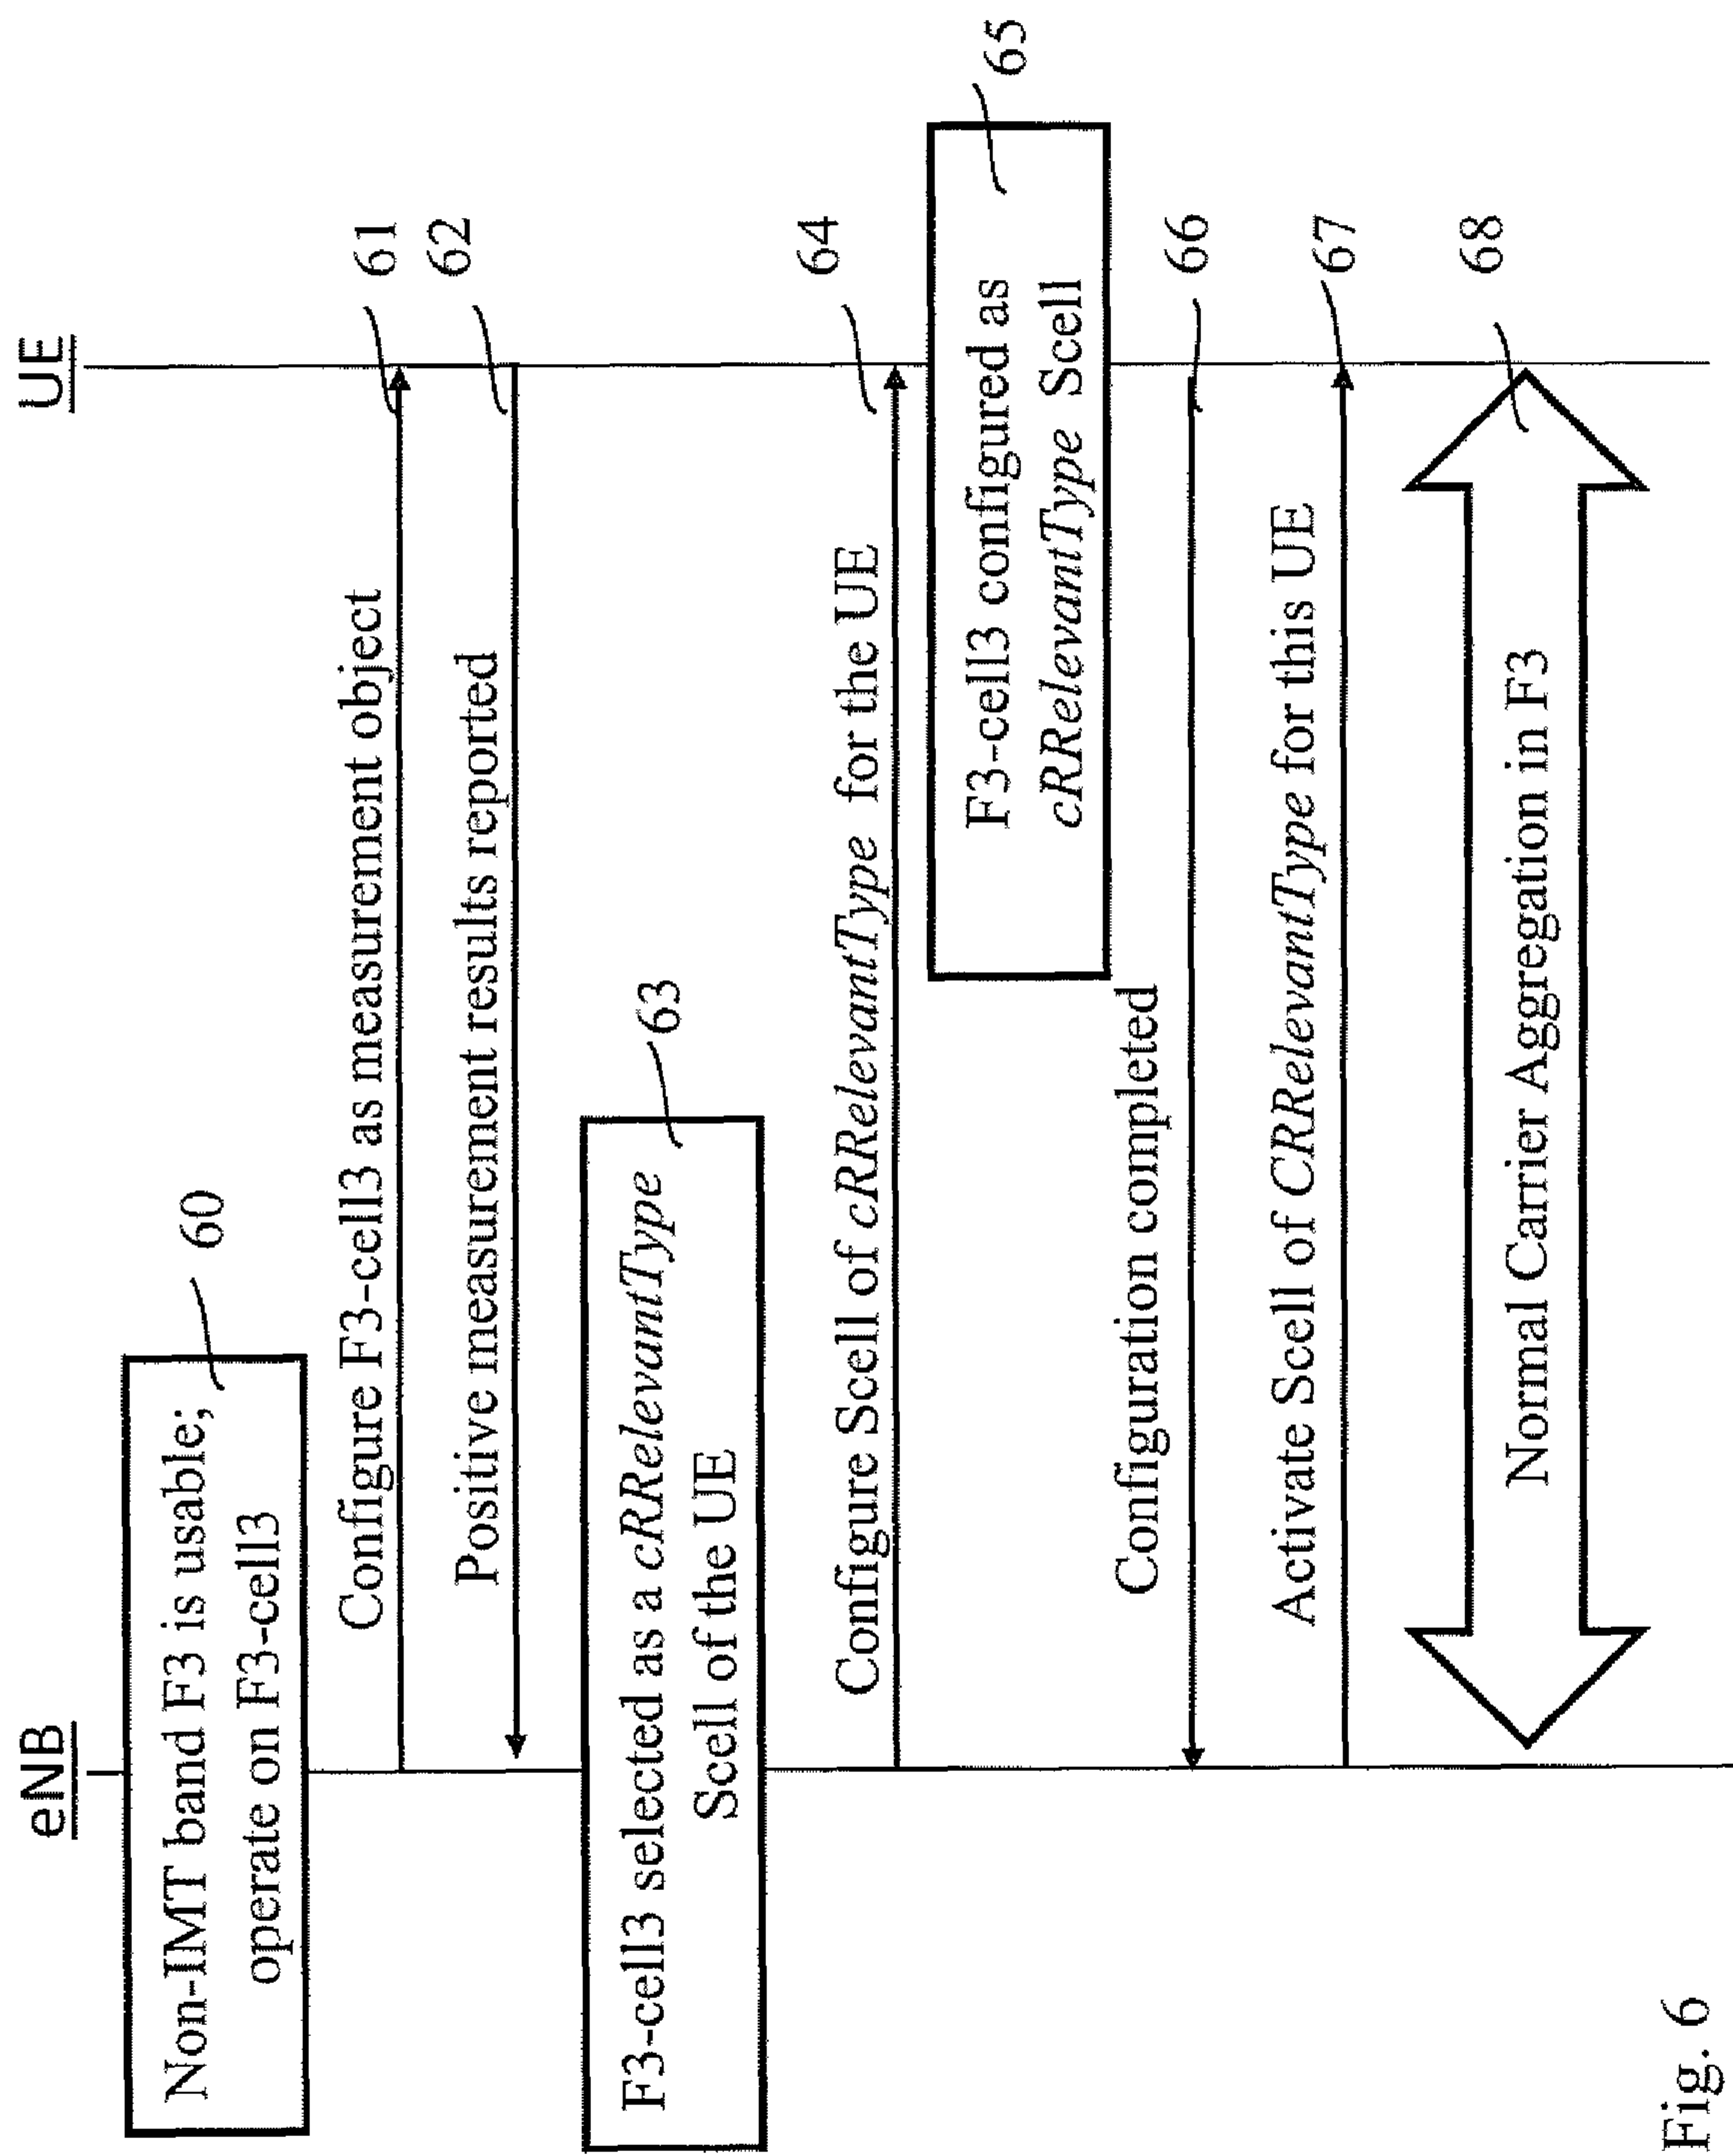 eNB
UE
Non-IMT band F3 is usable;
operate on F3-cell3
60
Configure F3-cell3 as measurement object
61
Positive measurement results reported
62
F3-cell3 selected as a cRRelevantType
Scell of the UE
63
Configure Scell of cRRelevantType for the UE
64
F3-cell3 configured as
cRRelevantType Scell
65
Configuration completed
66
Activate Scell of CRRelevantType for this UE
67
Normal Carrier Aggregation in F3
68
Fig. 6